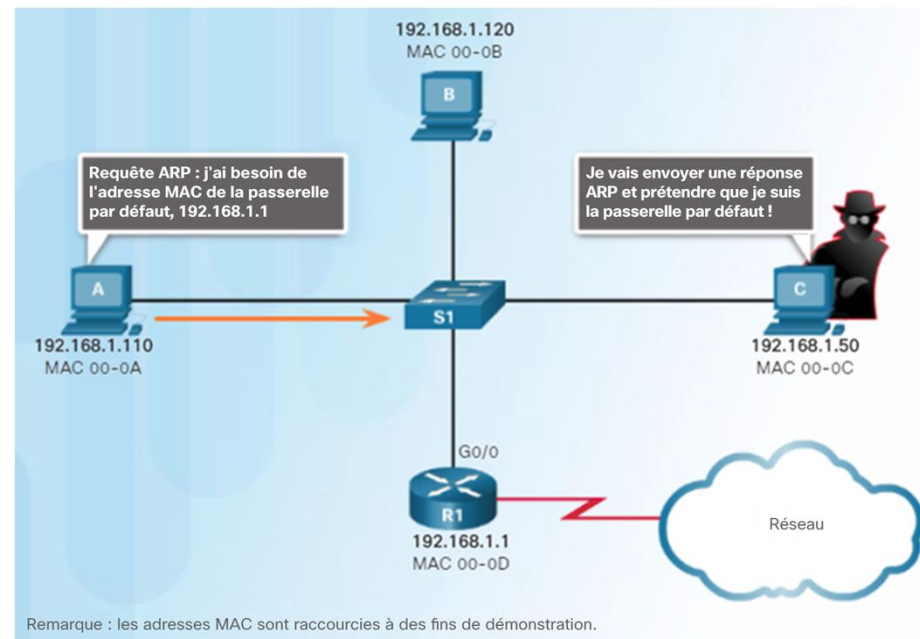 192.168.1.120
MAC 00-0B
B
Requête ARP : j'ai besoin de
l'adresse MAC de la passerelle
par défaut, 192.168.1.1
Je vais envoyer une réponse
ARP et prétendre que je suis
la passerelle par défaut !
A
S1
C
192.168.1.110
MAC 00-0A
192.168.1.50
MAC 00-0C
G0/0
R1
192.168.1.1
MAC 00-0D
Réseau
Remarque : les adresses MAC sont raccourcies à des fins de démonstration.